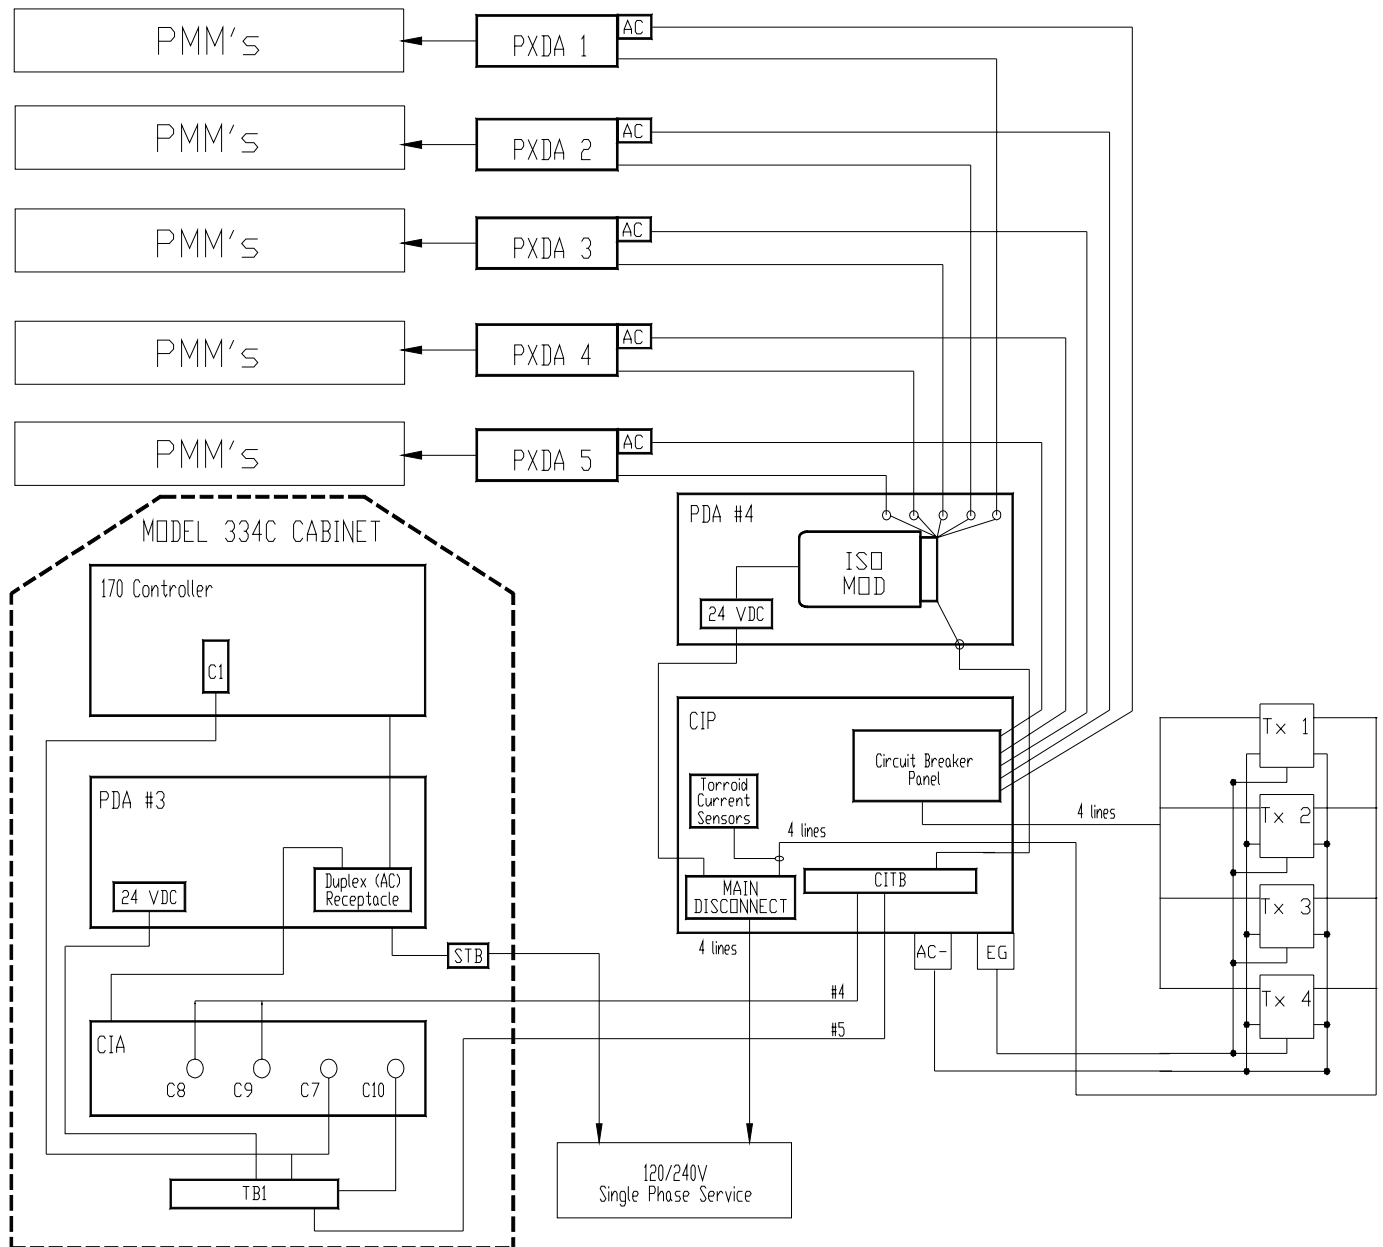 PMM's
PXDA 1
AC
PMM's
PXDA 2
AC
PMM's
PXDA 3
AC
PMM's
PXDA 4
AC
PMM's
PXDA 5
AC
MODEL 334C CABINET
170 Controller
C1
PDA #3
24 VDC
Duplex (AC)
Receptacle
STB
CIA
C8
C9
C7
C10
TB1
PDA #4
ISO
MOD
24 VDC
CIP
Circuit Breaker
Panel
Torroid
Current
Sensors
4 lines
CITB
MAIN
DISCONNECT
4 lines
AC-
EG
#4
#5
4 lines
Tx 1
Tx 2
Tx 3
Tx 4
120/240V
Single Phase Service